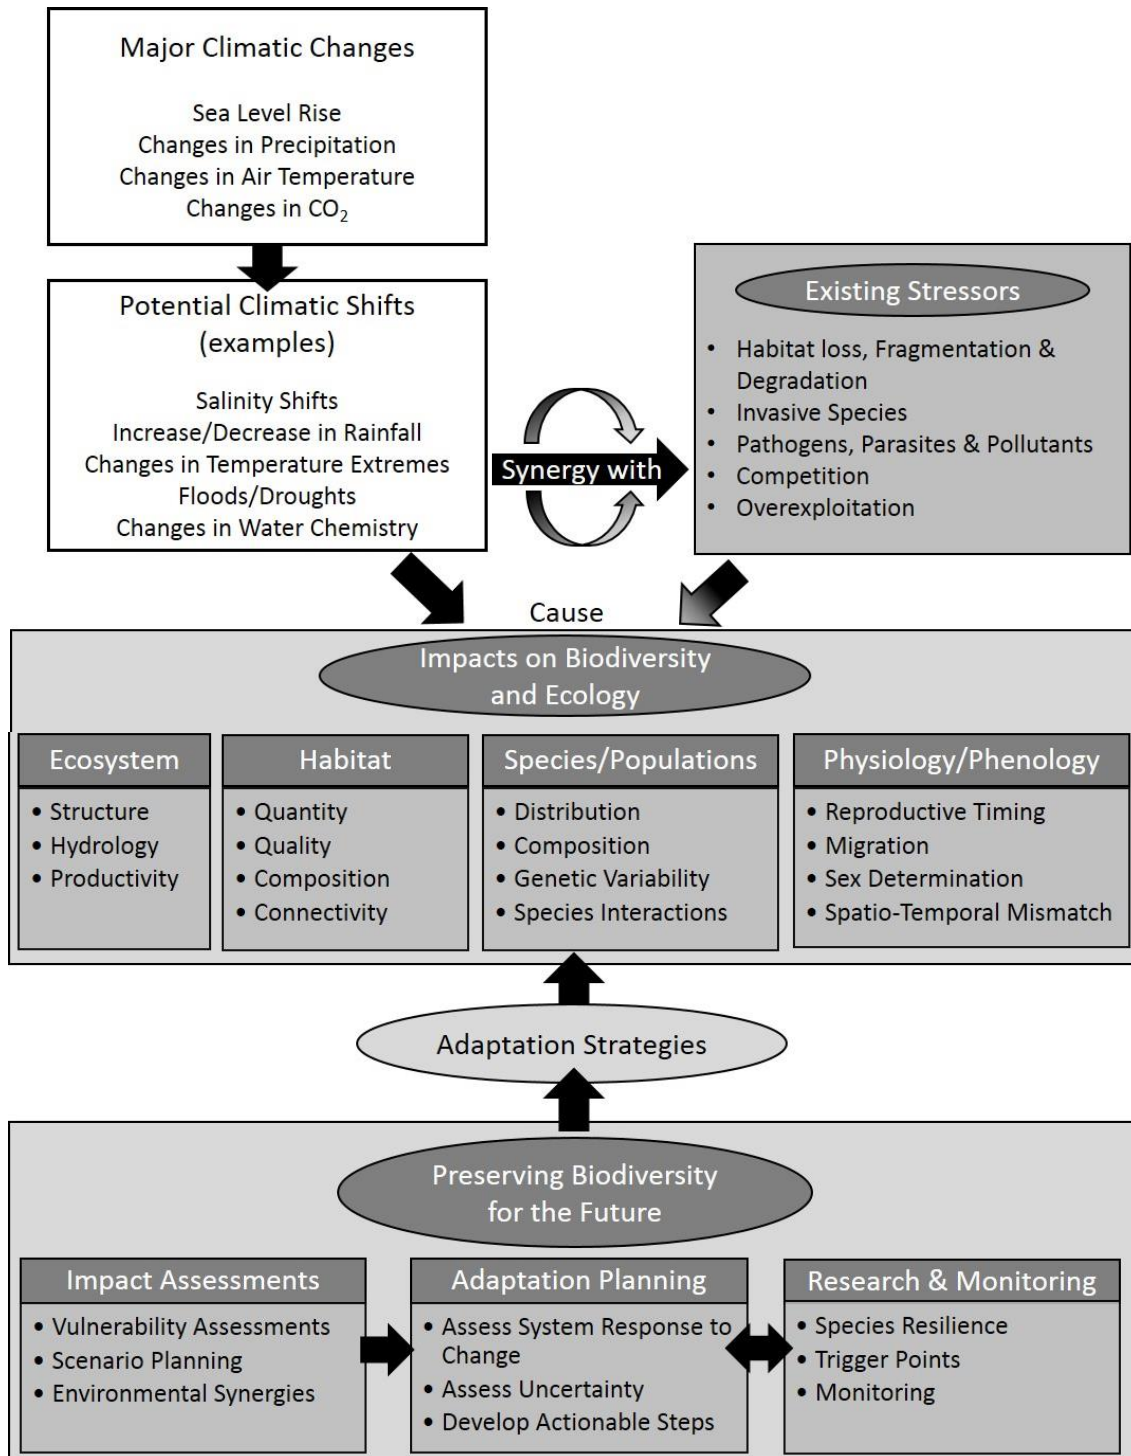 Major Climatic Changes
Sea Level Rise
Changes in Precipitation
Changes in Air Temperature
Changes in CO₂
Potential Climatic Shifts
(examples)
Salinity Shifts
Increase/Decrease in Rainfall
Changes in Temperature Extremes
Floods/Droughts
Changes in Water Chemistry
Synergy with
Existing Stressors
• Habitat loss, Fragmentation &
Degradation
• Invasive Species
• Pathogens, Parasites & Pollutants
• Competition
• Overexploitation
Cause
Impacts on Biodiversity
and Ecology
Ecosystem
• Structure
• Hydrology
• Productivity
Habitat
• Quantity
• Quality
• Composition
• Connectivity
Species/Populations
• Distribution
• Composition
• Genetic Variability
• Species Interactions
Physiology/Phenology
• Reproductive Timing
• Migration
• Sex Determination
• Spatio-Temporal Mismatch
Adaptation Strategies
Preserving Biodiversity
for the Future
Impact Assessments
• Vulnerability Assessments
• Scenario Planning
• Environmental Synergies
Adaptation Planning
• Assess System Response to
Change
• Assess Uncertainty
• Develop Actionable Steps
Research & Monitoring
• Species Resilience
• Trigger Points
• Monitoring